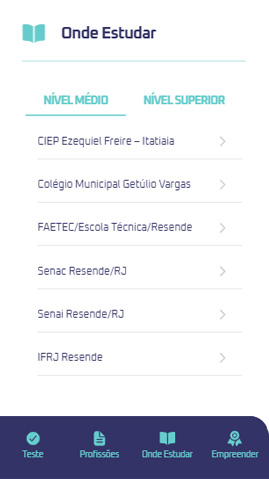 Onde Estudar
NÍVEL MÉDIO NÍVEL SUPERIOR
CIEP Ezequiel Freire – Itatiaia
Colégio Municipal Getúlio Vargas
FAETEC/Escola Técnica/Resende
Senac Resende/RJ
Senai Resende/RJ
IFRJ Resende
Teste Profissões Onde Estudar Empreender